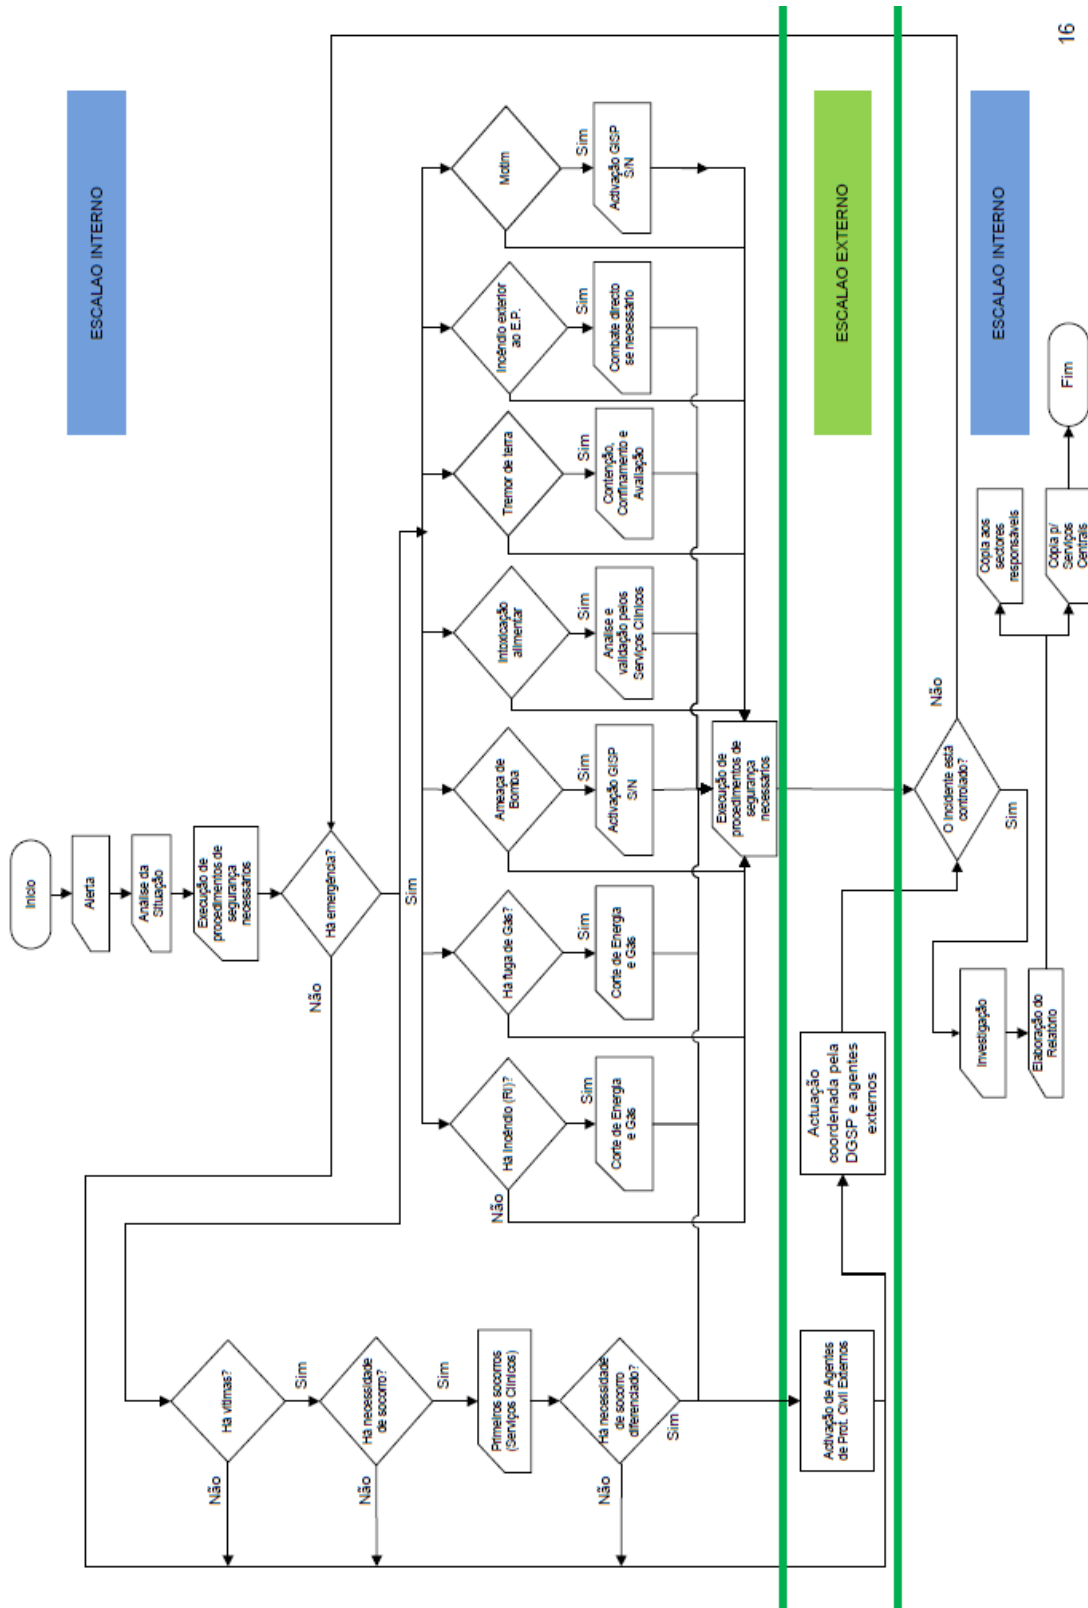 ESCALAO INTERNO
Início
Alerta
Análise da
Situação
Execução de
procedimentos de
segurança
necessários
Há emergência?
Não
Sim
Há vítimas?
Não
Sim
Há necessidade
de socorro?
Não
Sim
Primeiros socorros
(Serviços Clínicos)
Há necessidade
de socorro
diferenciado?
Não
Sim
Há Incêndio (RI)?
Não
Sim
Corte de Energia
e Gás
Há fuga de Gás?
Sim
Corte de Energia
e Gás
Ameaça de
Bomba
Sim
Activação GISP
S/N
Intoxicação
alimentar
Sim
Análise e
validação pelos
Serviços Clínicos
Tremor de terra
Sim
Contenção,
Confinamento e
Avaliação
Incêndio exterior
ao E.P.
Sim
Combate directo
se necessário
Motim
Sim
Activação GISP
S/N
Execução de
procedimentos de
segurança
necessários
ESCALAO EXTERNO
Activação de Agentes
de Prot. Civil Externos
Actuação
coordenada pela
DGSP e agentes
externos
ESCALAO INTERNO
O incidente está
controlado?
Não
Sim
Investigação
Elaboração do
Relatório
Cópia aos
sectores
responsáveis
Cópia p/
Serviços
Centrais
Fim
16